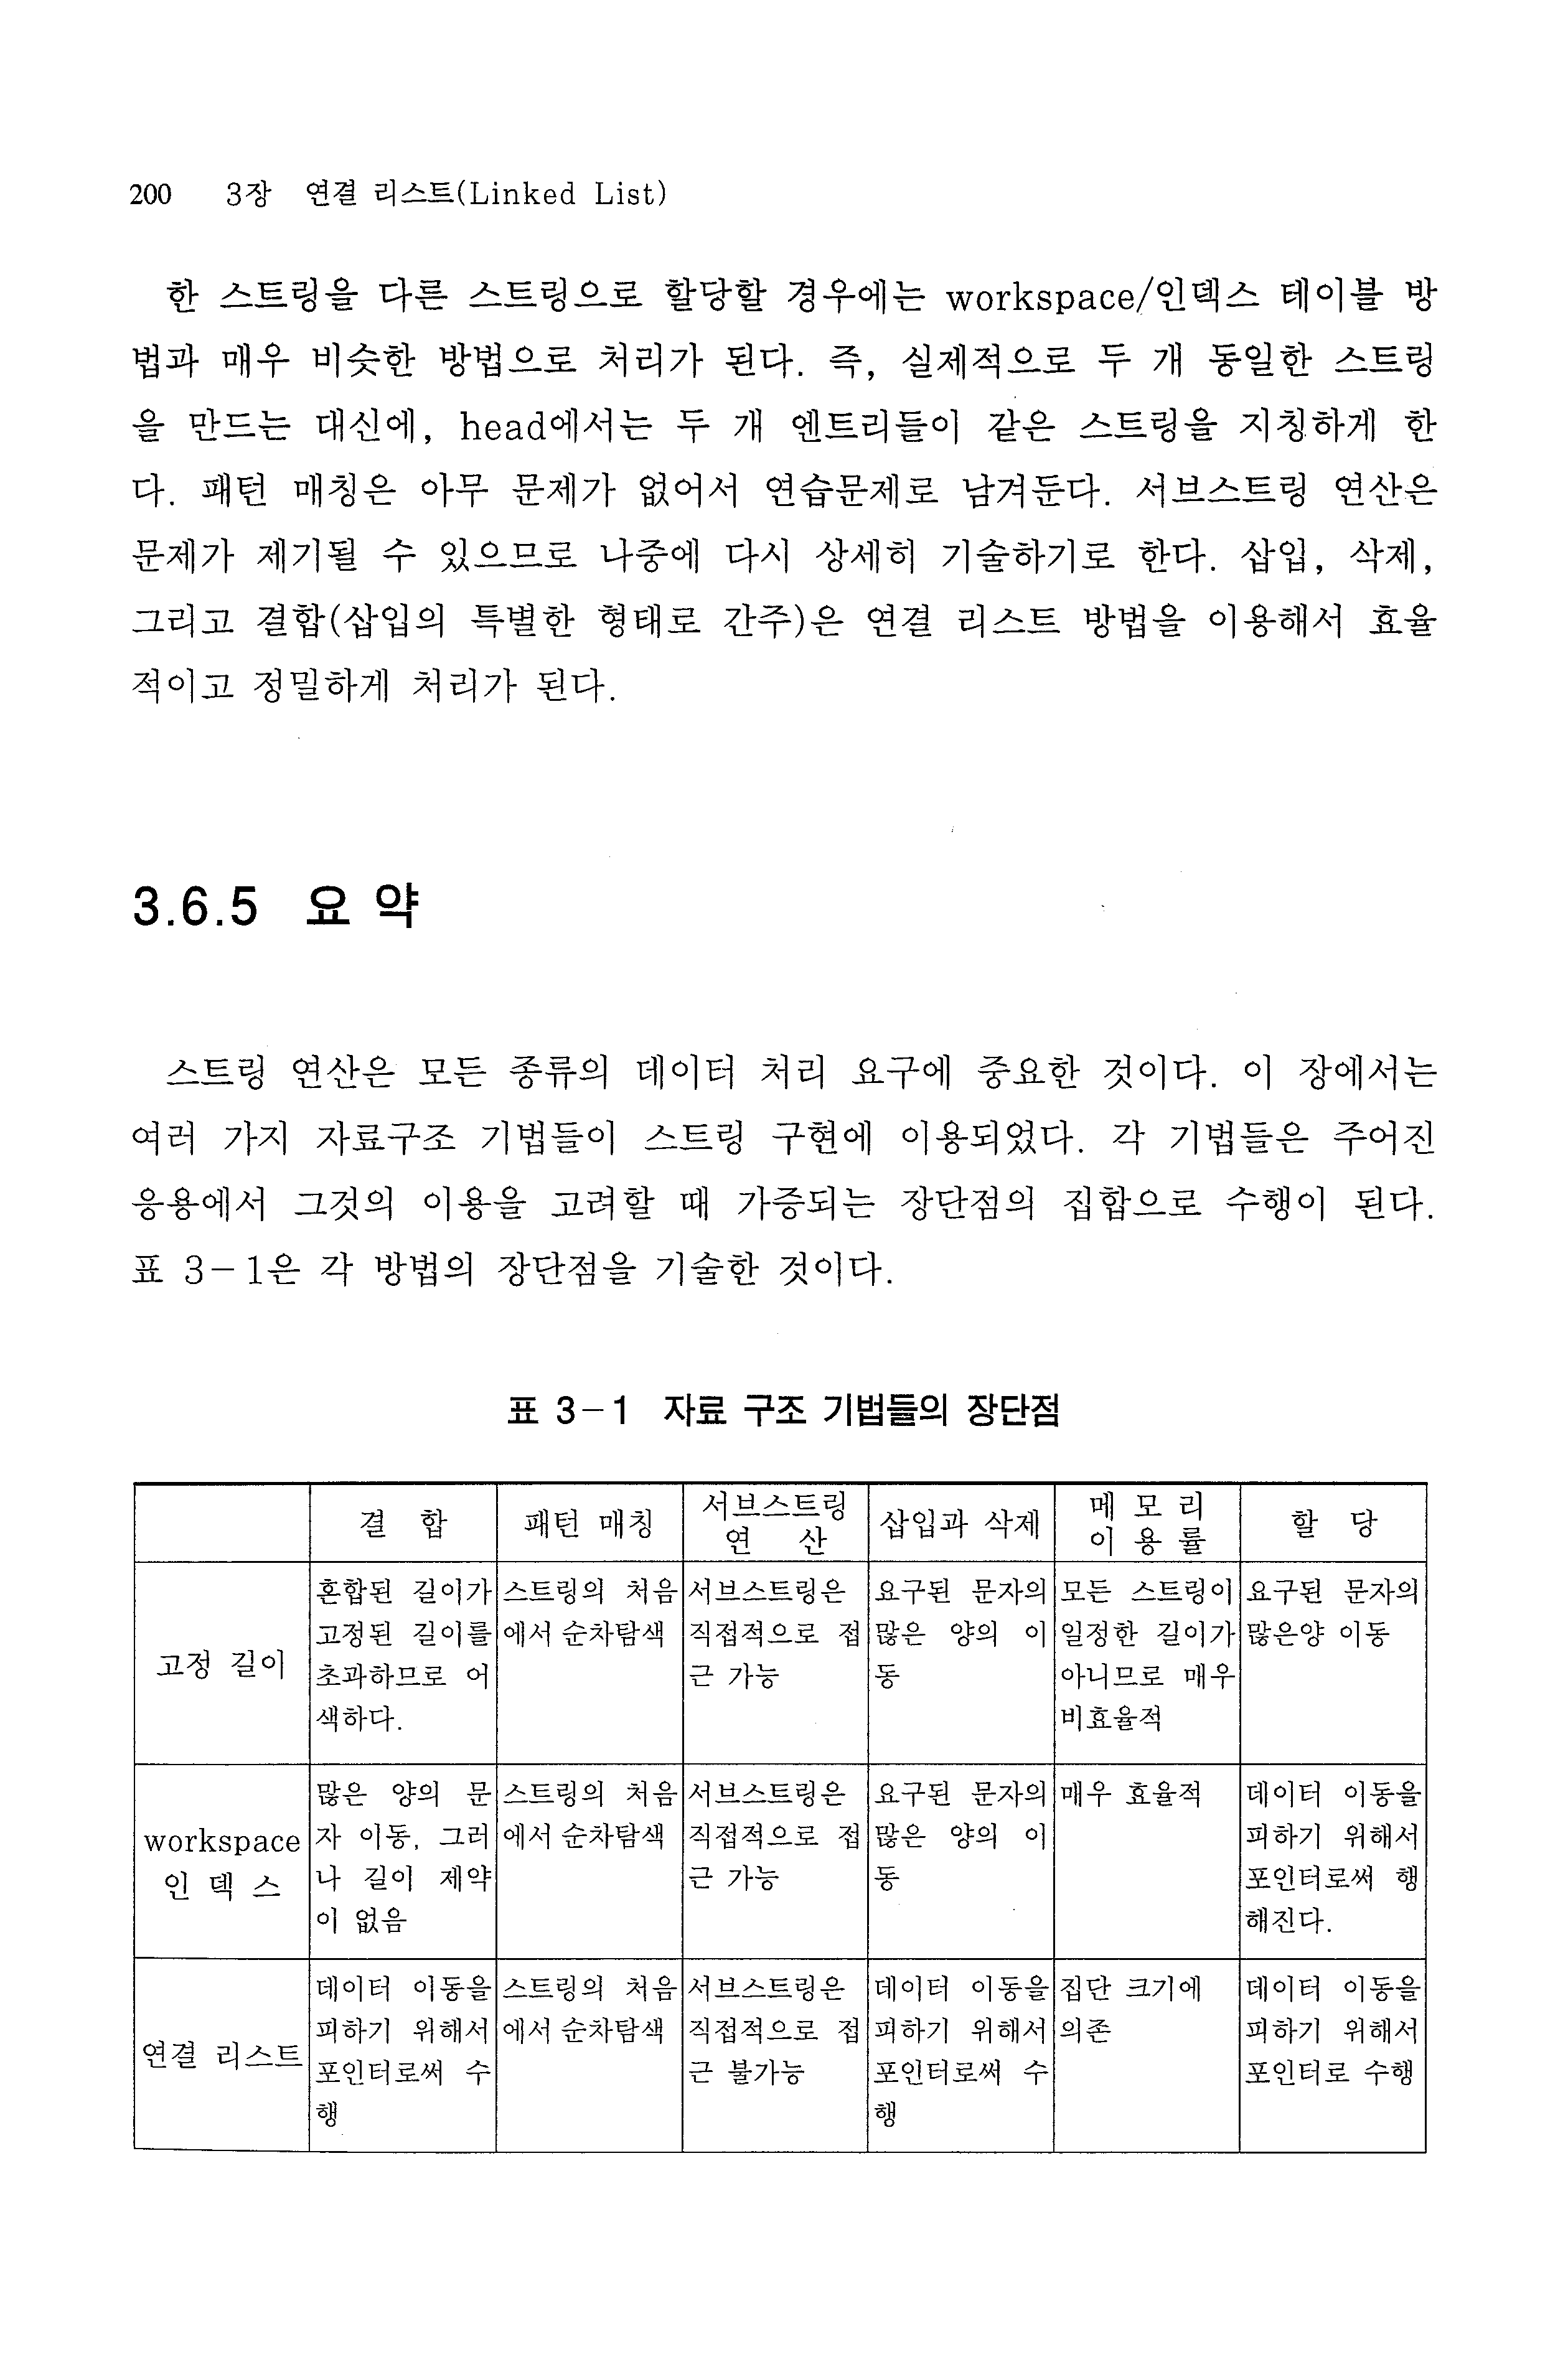 200 3장 연결 리스트(Linked List)
한 스트링을 다른 스트링으로 할당할 경우에는 workspace/인덱스 테이블 방
법과 매우 비슷한 방법으로 처리가 된다. 즉, 실제적으로 두 개 동일한 스트링
을 만드는 대신에, head에서는 두 개 엔트리들이 같은 스트링을 지칭하게 한
다. 패턴 매칭은 아무 문제가 없어서 연습문제로 남겨둔다. 서브스트링 연산은
문제가 제기될 수 있으므로 나중에 다시 상세히 기술하기로 한다. 삽입, 삭제,
그리고 결합(삽입의 특별한 형태로 간주)은 연결 리스트 방법을 이용해서 효율
적이고 정밀하게 처리가 된다.
3.6.5 요 약
스트링 연산은 모든 종류의 데이터 처리 요구에 중요한 것이다. 이 장에서는
여러 가지 자료구조 기법들이 스트링 구현에 이용되었다. 각 기법들은 주어진
응용에서 그것의 이용을 고려할 때 가증되는 장단점의 집합으로 수행이 된다.
표 3-1은 각 방법의 장단점을 기술한 것이다.
표 3-1 자료 구조 기법들의 장단점
결 합
패턴 매칭
서브스트링
연 산
삽입과 삭제
메 모 리
이 용 률
할 당
고정 길이
혼합된 길이가
고정된 길이를
초과하므로 어
색하다.
스트링의 처음
에서 순차탐색
서브스트링은
직접적으로 접
근 가능
요구된 문자의
많은 양의 이
동
모든 스트링이
일정한 길이가
아니므로 매우
비효율적
요구된 문자의
많은양 이동
workspace
인 덱 스
많은 양의 문
자 이동, 그러
나 길이 제약
이 없음
스트링의 처음
에서 순차탐색
서브스트링은
직접적으로 접
근 가능
요구된 문자의
많은 양의 이
동
매우 효율적
데이터 이동을
피하기 위해서
포인터로써 행
해진다.
연결 리스트
데이터 이동을
피하기 위해서
포인터로써 수
행
스트링의 처음
에서 순차탐색
서브스트링은
직접적으로 접
근 불가능
데이터 이동을
피하기 위해서
포인터로써 수
행
집단 크기에
의존
데이터 이동을
피하기 위해서
포인터로 수행